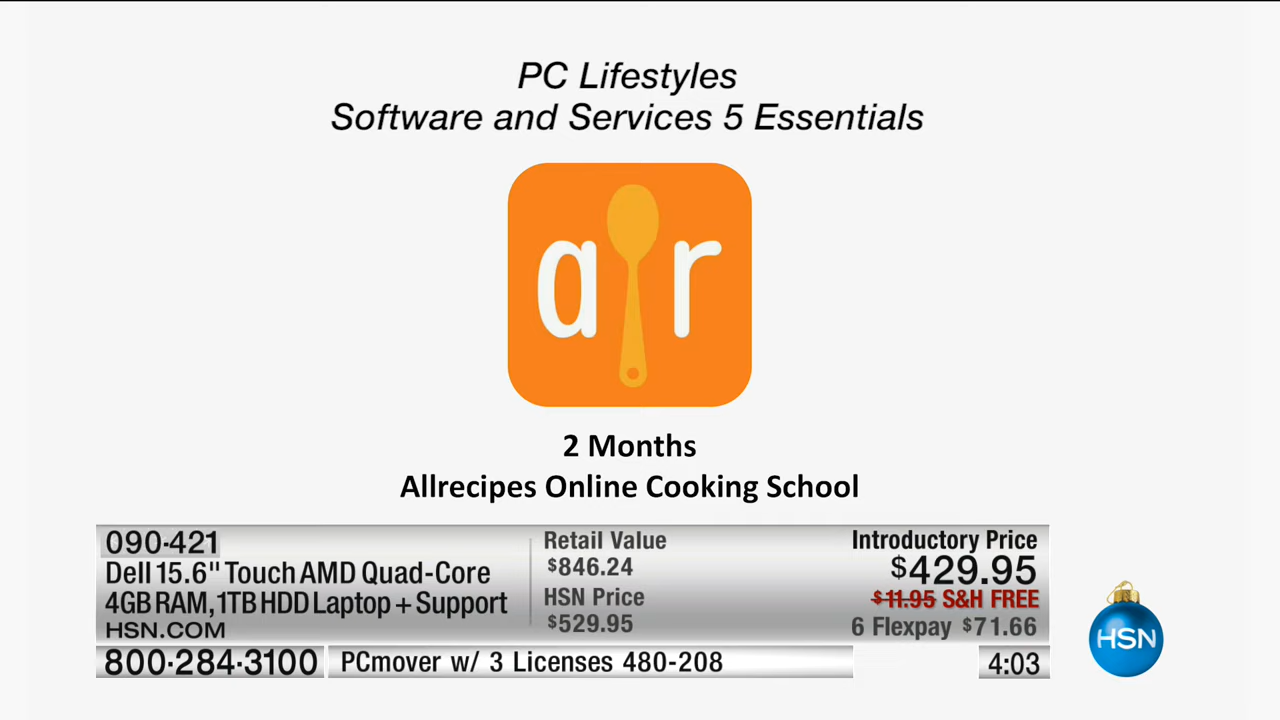 PC Lifestyles
Software and Services 5 Essentials
a r
2 Months
Allrecipes Online Cooking School
090-421
Dell 15.6" Touch AMD Quad-Core
4GB RAM, 1TB HDD Laptop + Support
HSN.COM
Retail Value
$846.24
HSN Price
$529.95
Introductory Price
$429.95
$11.95 S&H FREE
6 Flexpay $71.66
800·284·3100
PCmover w/ 3 Licenses 480-208
4:03
HSN